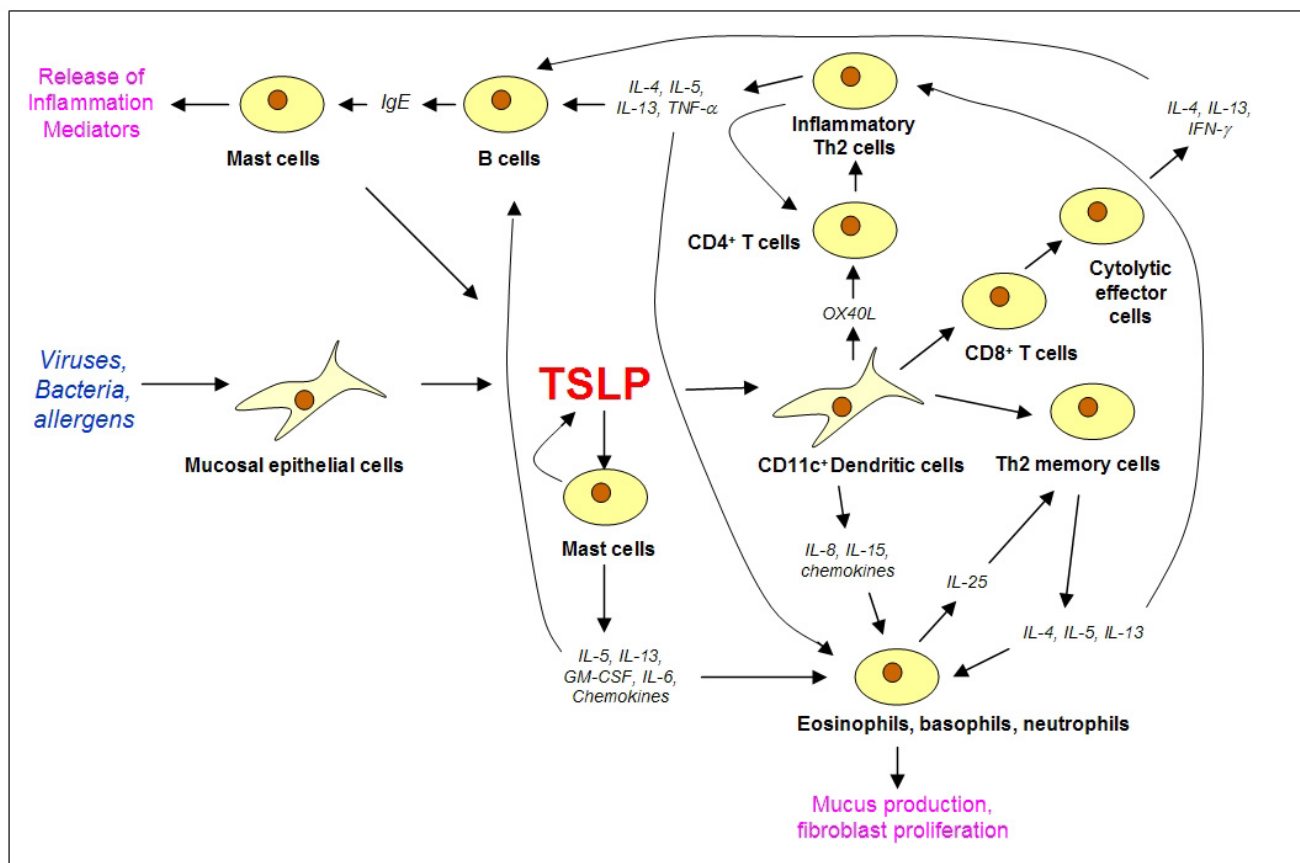 Release of
Inflammation
Mediators
Mast cells
IgE
B cells
IL-4, IL-5,
IL-13, TNF-α
Inflammatory
Th2 cells
IL-4, IL-13,
IFN-γ
CD4⁺ T cells
Cytolytic
effector
cells
OX40L
CD8⁺ T cells
Viruses,
Bacteria,
allergens
Mucosal epithelial cells
TSLP
CD11c⁺ Dendritic cells
Th2 memory cells
Mast cells
IL-8, IL-15,
chemokines
IL-25
IL-4, IL-5, IL-13
IL-5, IL-13,
GM-CSF, IL-6,
Chemokines
Eosinophils, basophils, neutrophils
Mucus production,
fibroblast proliferation